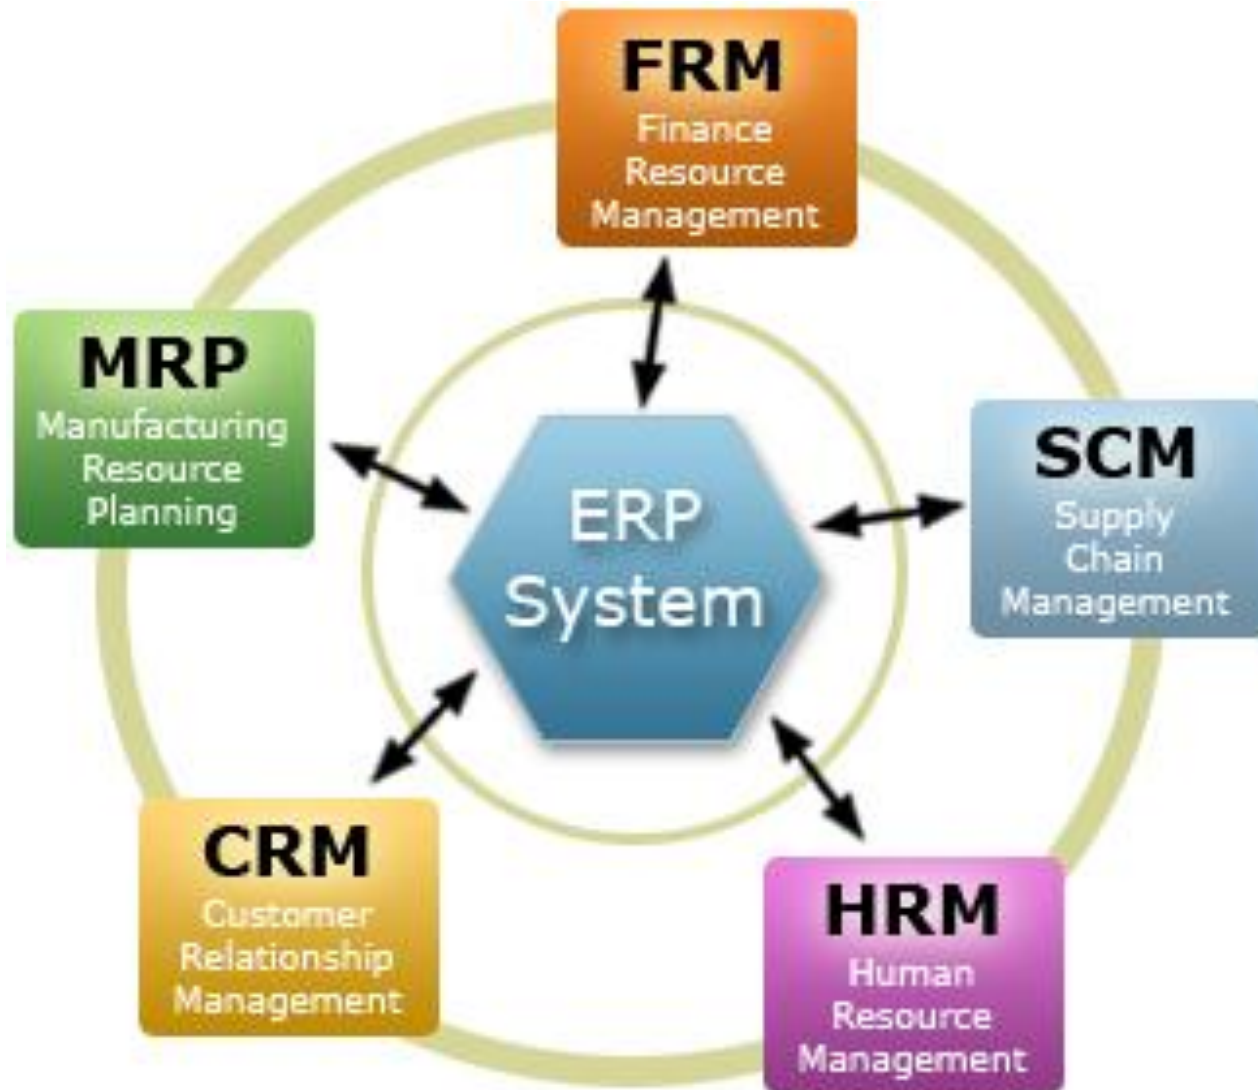 FRM
Finance
Resource
Management
MRP
Manufacturing
Resource
Planning
SCM
Supply
Chain
Management
ERP
System
CRM
Customer
Relationship
Management
HRM
Human
Resource
Management